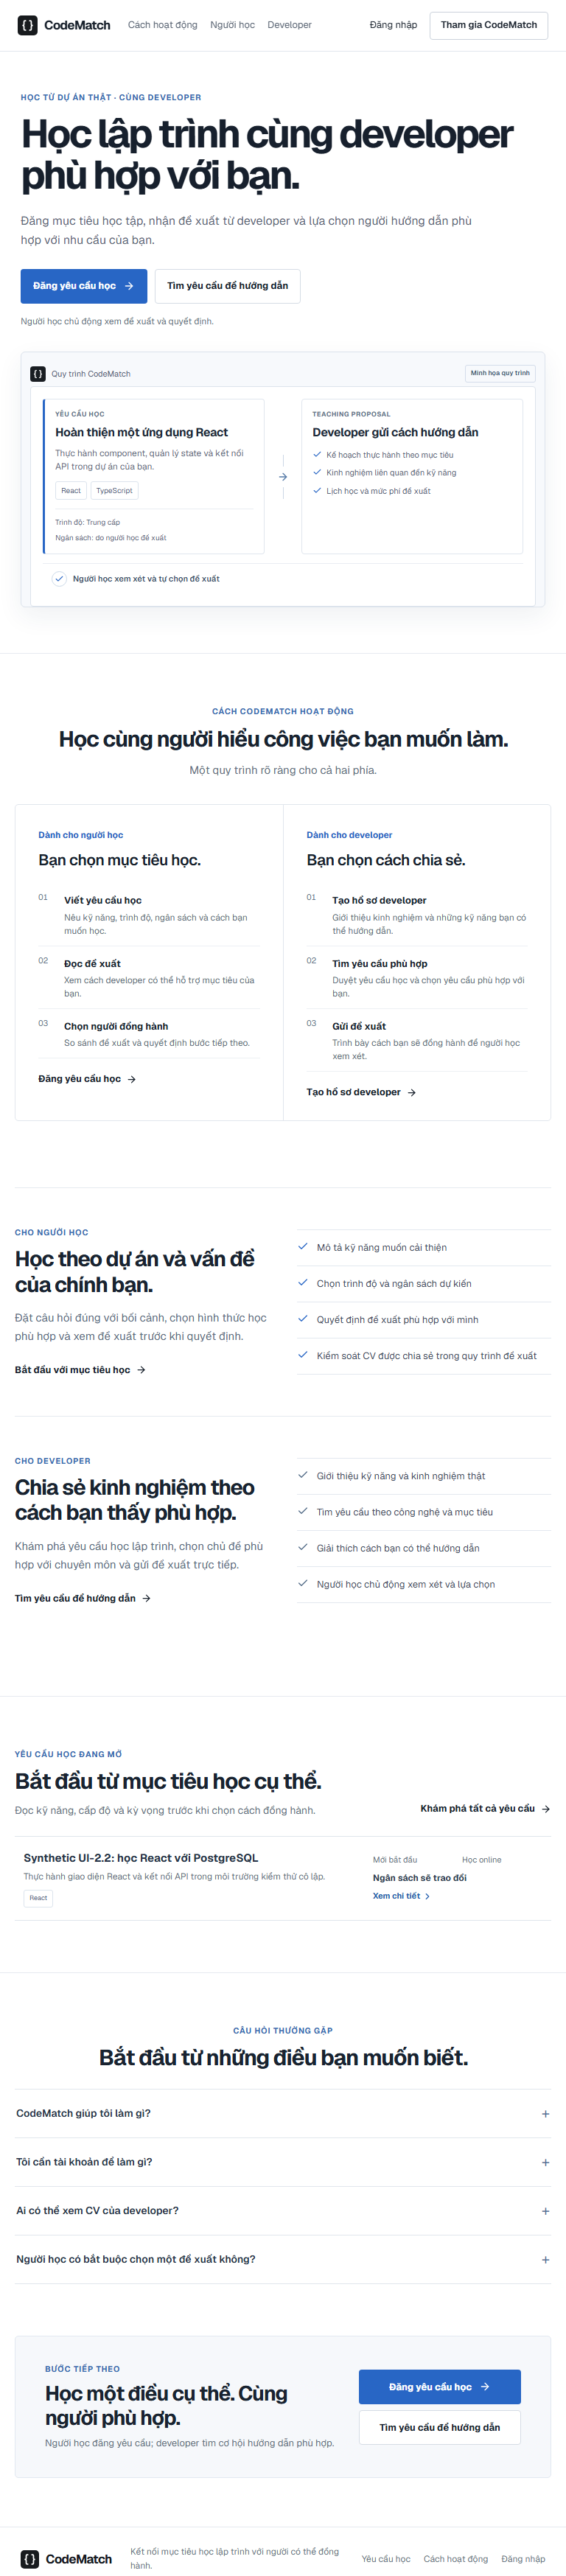 {} CodeMatch
Cách hoạt động
Người học
Developer
Đăng nhập
Tham gia CodeMatch
HỌC TỪ DỰ ÁN THẬT · CÙNG DEVELOPER
Học lập trình cùng developer
phù hợp với bạn.
Đăng mục tiêu học tập, nhận đề xuất từ developer và lựa chọn người hướng dẫn phù
hợp với nhu cầu của bạn.
Đăng yêu cầu học →
Tìm yêu cầu để hướng dẫn
Người học chủ động xem đề xuất và quyết định.
{} Quy trình CodeMatch
Minh họa quy trình
YÊU CẦU HỌC
Hoàn thiện một ứng dụng React
Thực hành component, quản lý state và kết nối
API trong dự án của bạn.
React
TypeScript
Trình độ: Trung cấp
Ngân sách: do người học đề xuất
→
TEACHING PROPOSAL
Developer gửi cách hướng dẫn
Kế hoạch thực hành theo mục tiêu
Kinh nghiệm liên quan đến kỹ năng
Lịch học và mức phí đề xuất
Người học xem xét và tự chọn đề xuất
CÁCH CODEMATCH HOẠT ĐỘNG
Học cùng người hiểu công việc bạn muốn làm.
Một quy trình rõ ràng cho cả hai phía.
Dành cho người học
Bạn chọn mục tiêu học.
01
Viết yêu cầu học
Nêu kỹ năng, trình độ, ngân sách và cách bạn
muốn học.
02
Đọc đề xuất
Xem cách developer có thể hỗ trợ mục tiêu của
bạn.
03
Chọn người đồng hành
So sánh đề xuất và quyết định bước tiếp theo.
Đăng yêu cầu học →
Dành cho developer
Bạn chọn cách chia sẻ.
01
Tạo hồ sơ developer
Giới thiệu kinh nghiệm và những kỹ năng bạn có
thể hướng dẫn.
02
Tìm yêu cầu phù hợp
Duyệt yêu cầu học và chọn yêu cầu phù hợp với
bạn.
03
Gửi đề xuất
Trình bày cách bạn sẽ đồng hành để người học
xem xét.
Tạo hồ sơ developer →
CHO NGƯỜI HỌC
Học theo dự án và vấn đề
của chính bạn.
Đặt câu hỏi đúng với bối cảnh, chọn hình thức học
phù hợp và xem đề xuất trước khi quyết định.
Bắt đầu với mục tiêu học →
Mô tả kỹ năng muốn cải thiện
Chọn trình độ và ngân sách dự kiến
Quyết định đề xuất phù hợp với mình
Kiểm soát CV được chia sẻ trong quy trình đề xuất
CHO DEVELOPER
Chia sẻ kinh nghiệm theo
cách bạn thấy phù hợp.
Khám phá yêu cầu học lập trình, chọn chủ đề phù
hợp với chuyên môn và gửi đề xuất trực tiếp.
Tìm yêu cầu để hướng dẫn →
Giới thiệu kỹ năng và kinh nghiệm thật
Tìm yêu cầu theo công nghệ và mục tiêu
Giải thích cách bạn có thể hướng dẫn
Người học chủ động xem xét và lựa chọn
YÊU CẦU HỌC ĐANG MỞ
Bắt đầu từ mục tiêu học cụ thể.
Đọc kỹ năng, cấp độ và kỳ vọng trước khi chọn cách đồng hành.
Khám phá tất cả yêu cầu →
Synthetic UI-2.2: học React với PostgreSQL
Thực hành giao diện React và kết nối API trong môi trường kiểm thử cô lập.
React
Mới bắt đầu
Học online
Ngân sách sẽ trao đổi
Xem chi tiết >
CÂU HỎI THƯỜNG GẶP
Bắt đầu từ những điều bạn muốn biết.
CodeMatch giúp tôi làm gì? +
Tôi cần tài khoản để làm gì? +
Ai có thể xem CV của developer? +
Người học có bắt buộc chọn một đề xuất không? +
BƯỚC TIẾP THEO
Học một điều cụ thể. Cùng
người phù hợp.
Người học đăng yêu cầu; developer tìm cơ hội hướng dẫn phù hợp.
Đăng yêu cầu học →
Tìm yêu cầu để hướng dẫn
{} CodeMatch
Kết nối mục tiêu học lập trình với người có thể đồng
hành.
Yêu cầu học
Cách hoạt động
Đăng nhập